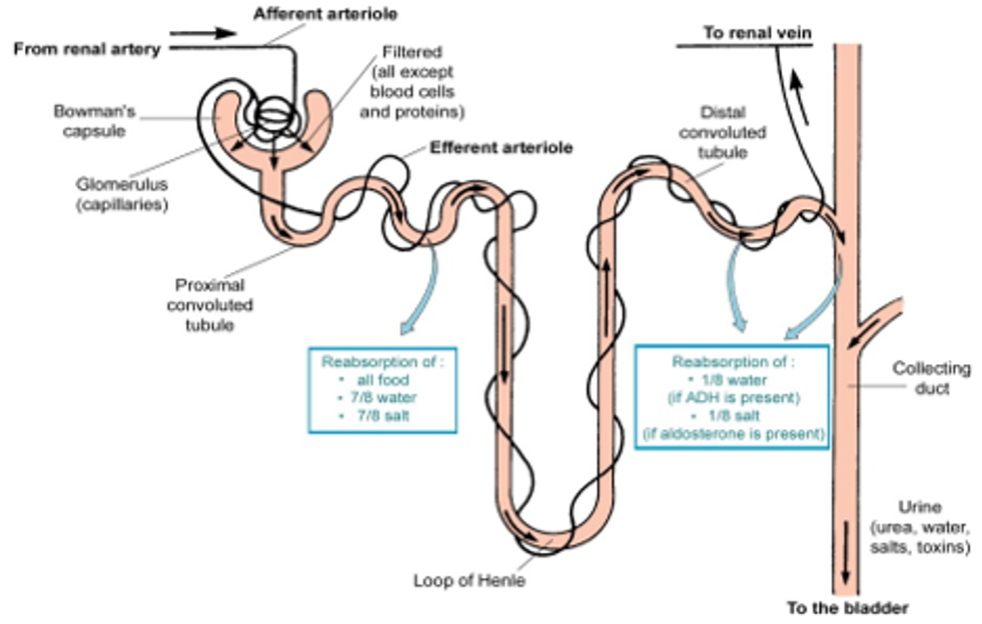 Afferent arteriole
From renal artery
Filtered
(all except
blood cells
and proteins)
Bowman's
capsule
Glomerulus
(capillaries)
Efferent arteriole
Proximal
convoluted
tubule
To renal vein
Distal
convoluted
tubule
Reabsorption of :
• all food
• 7/8 water
• 7/8 salt
Reabsorption of :
• 1/8 water
(if ADH is present)
• 1/8 salt
(if aldosterone is present)
Collecting
duct
Loop of Henle
Urine
(urea, water,
salts, toxins)
To the bladder